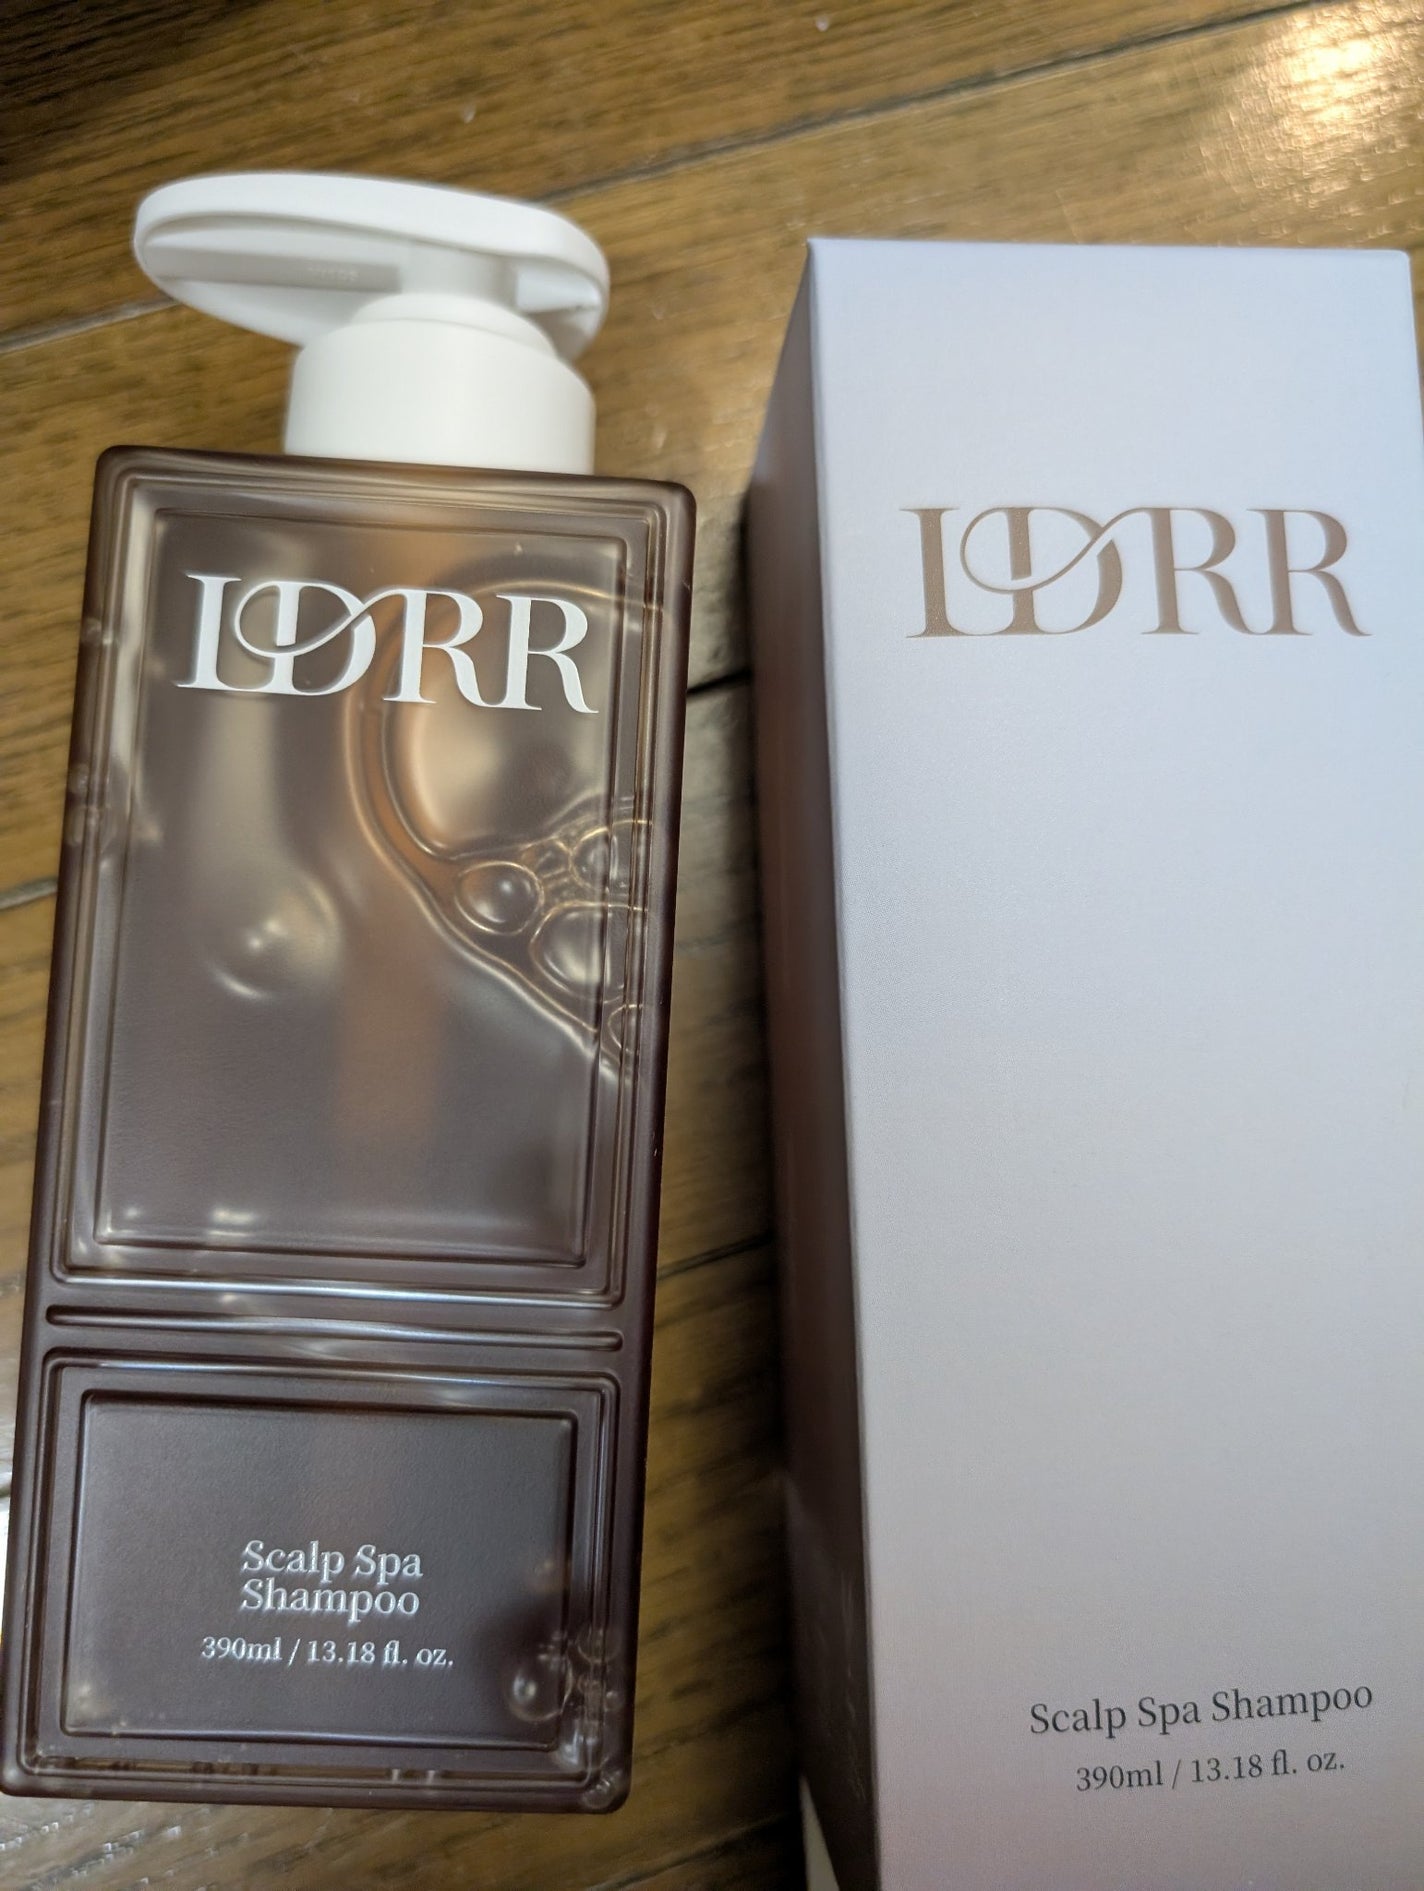 LDRR
Scalp Spa
Shampoo
390ml / 13.18 fl. oz.
LDRR
Scalp Spa Shampoo
390ml / 13.18 fl. oz.